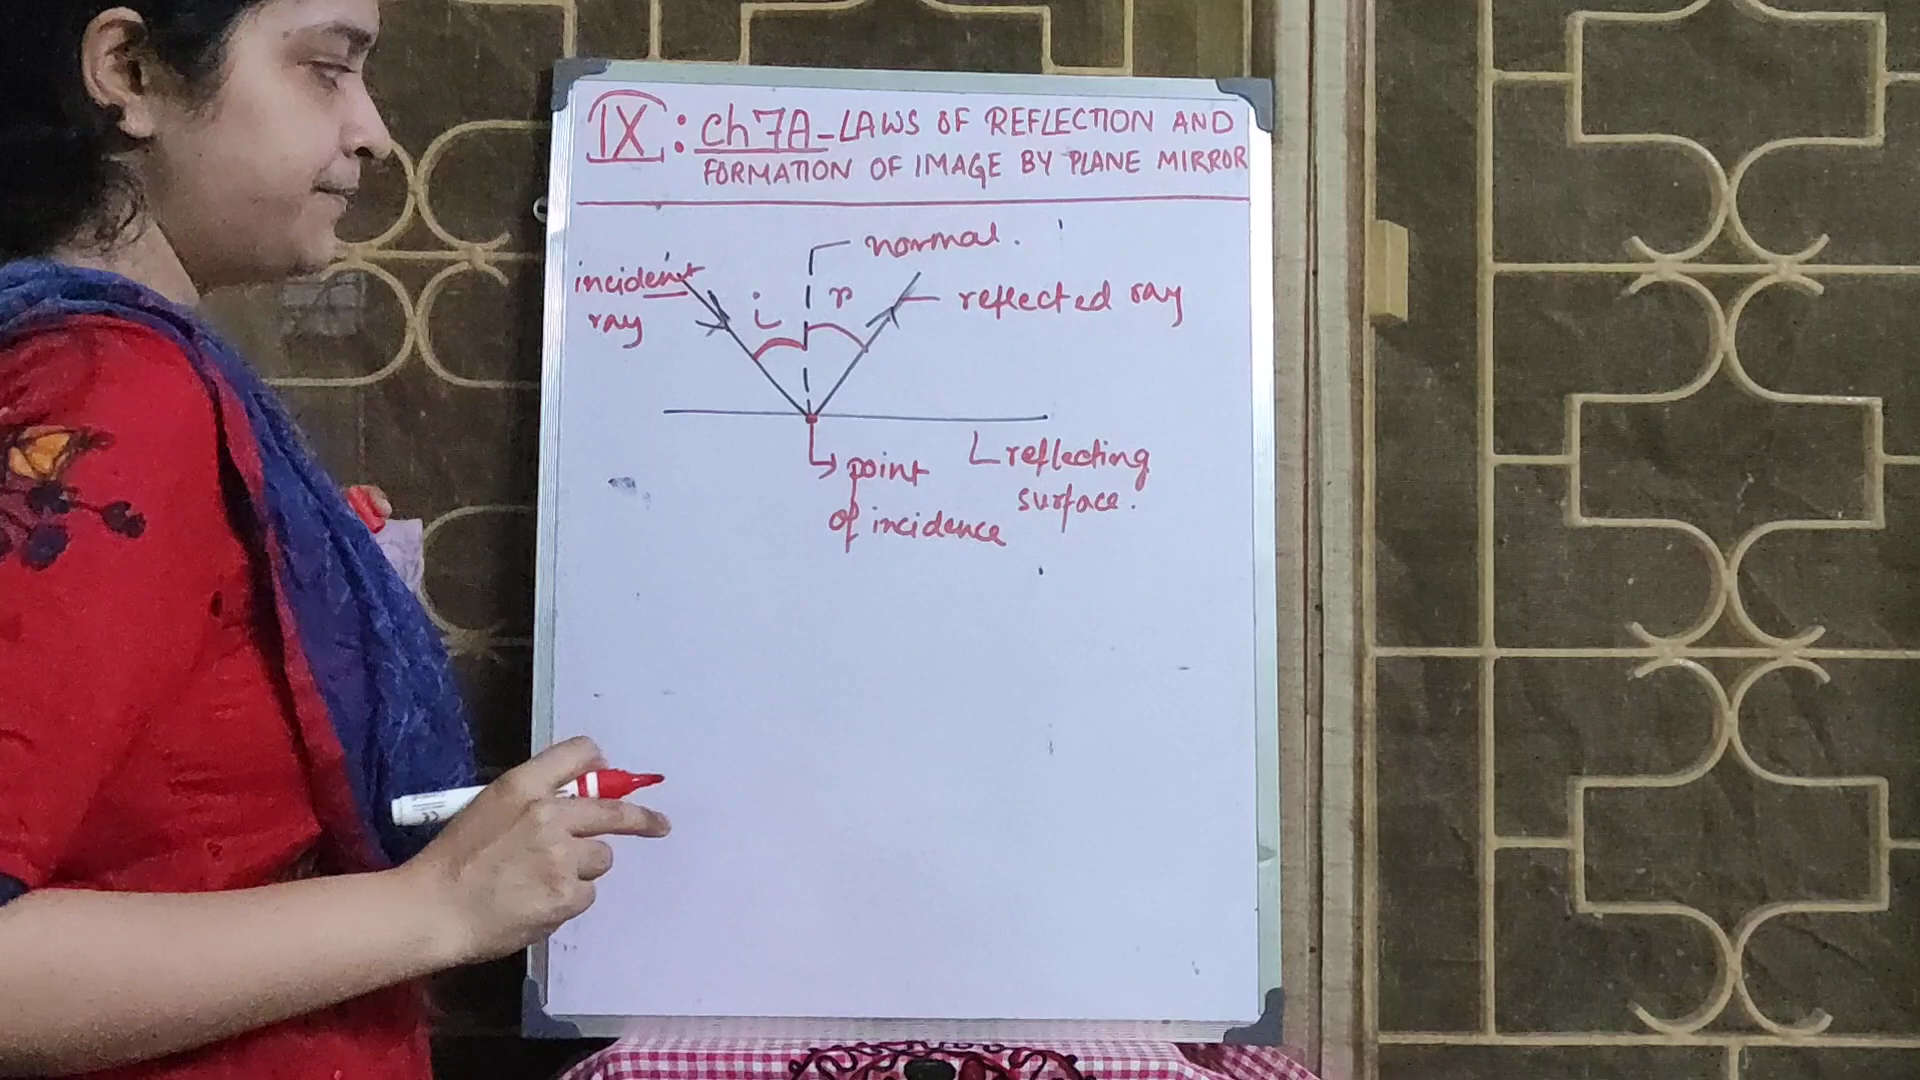 IX: Ch 7A - LAWS OF REFLECTION AND
FORMATION OF IMAGE BY PLANE MIRROR
normal.
incident
ray
i
r
reflected ray
point
of incidence
reflecting
surface.